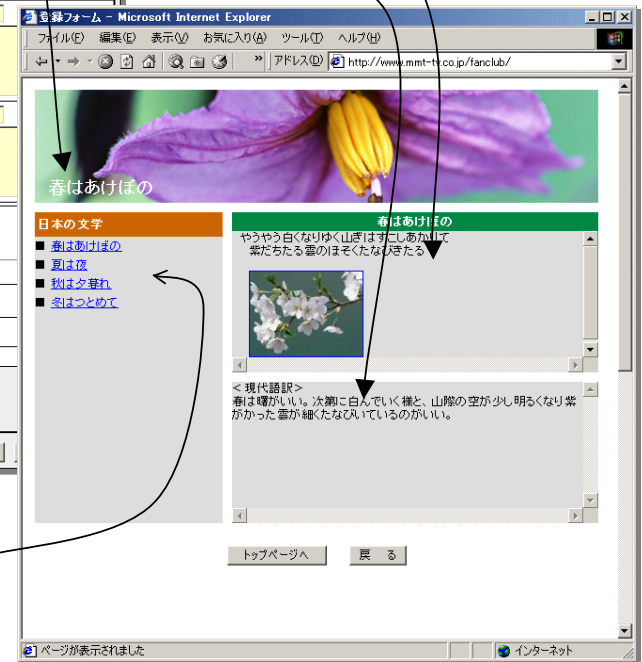 登録フォーム - Microsoft Internet Explorer
ファイル(F) 編集(E) 表示(V) お気に入り(A) ツール(T) ヘルプ(H)
» アドレス(D) http://www.mmt-tv.co.jp/fanclub/
春はあけぼの
日本の文学
■ 春はあけぼの
■ 夏は夜
■ 秋は夕暮れ
■ 冬はつとめて
春はあけぼの
やうやう白くなりゆく山ぎはすこしあかりて
紫だちたる雲のほそくたなびきたる
＜現代語訳＞
春は曙がいい。次第に白んでいく様と、山際の空が少し明るくなり紫
がかった雲が細くたなびいているのがいい。
トップページへ 戻 る
ページが表示されました インターネット